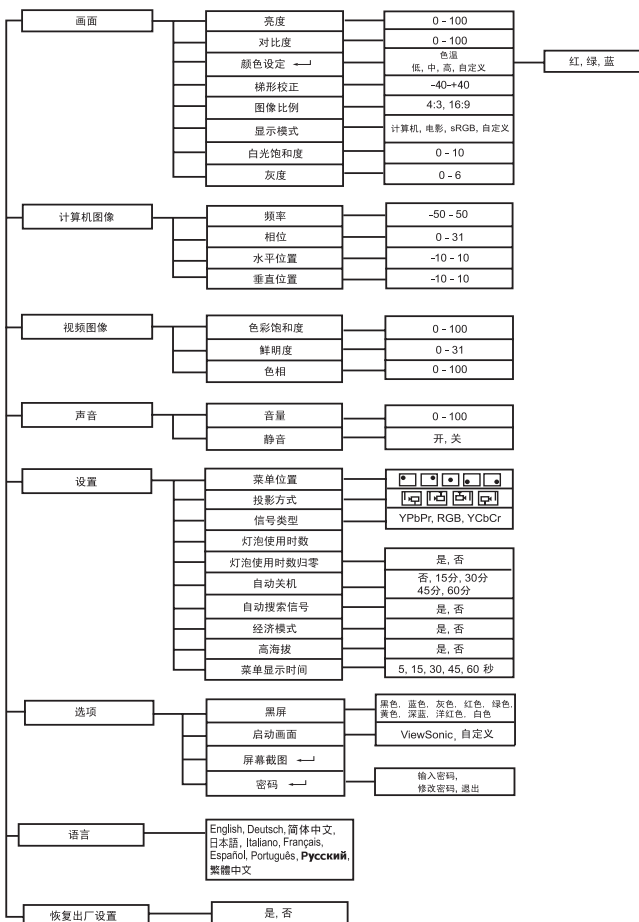 画面
亮度
0 - 100
对比度
0 - 100
颜色设定
色温
低, 中, 高, 自定义
红, 绿, 蓝
梯形校正
-40-+40
图像比例
4:3, 16:9
显示模式
计算机, 电影, sRGB, 自定义
白光饱和度
0 - 10
灰度
0 - 6
计算机图像
频率
-50 - 50
相位
0 - 31
水平位置
-10 - 10
垂直位置
-10 - 10
视频图像
色彩饱和度
0 - 100
鲜明度
0 - 31
色相
0 - 100
声音
音量
0 - 100
静音
开, 关
设置
菜单位置
投影方式
信号类型
YPbPr, RGB, YCbCr
灯泡使用时数
灯泡使用时数归零
是, 否
自动关机
否, 15分, 30分
45分, 60分
自动搜索信号
是, 否
经济模式
是, 否
高海拔
是, 否
菜单显示时间
5, 15, 30, 45, 60 秒
选项
黑屏
黑色, 蓝色, 灰色, 红色, 绿色,
黄色, 深蓝, 洋红色, 白色
启动画面
ViewSonic, 自定义
屏幕截图
密码
输入密码,
修改密码, 退出
语言
English, Deutsch, 简体中文,
日本語, Italiano, Français,
Español, Português, Русский,
繁體中文
恢复出厂设置
是, 否